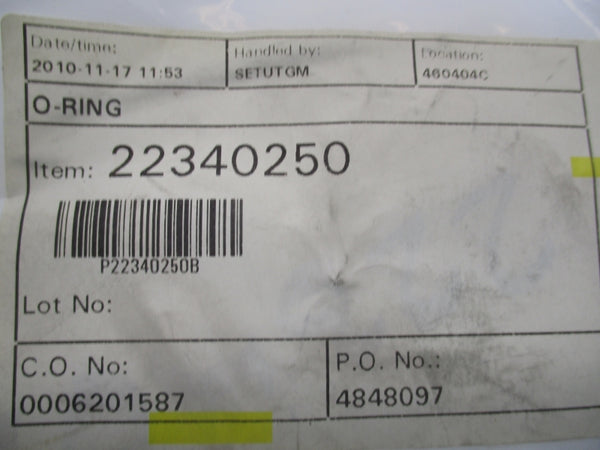 Date/time: Handled by: Location:
2010-11-17 11:53 SETUTGM 460404C
O-RING
Item: 22340250
P22340250B
Lot No:
C.O. No: P.O. No.:
0006201587 4848097